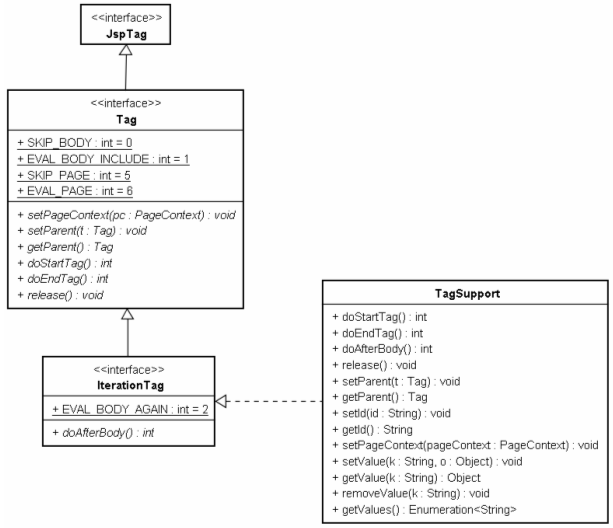 <<interface>>
JspTag
<<interface>>
Tag
+ SKIP_BODY : int = 0
+ EVAL_BODY_INCLUDE : int = 1
+ SKIP_PAGE : int = 5
+ EVAL_PAGE : int = 6
+ setPageContext(pc : PageContext) : void
+ setParent(t : Tag) : void
+ getParent() : Tag
+ doStartTag() : int
+ doEndTag() : int
+ release() : void
<<interface>>
IterationTag
+ EVAL_BODY_AGAIN : int = 2
+ doAfterBody() : int
TagSupport
+ doStartTag() : int
+ doEndTag() : int
+ doAfterBody() : int
+ release() : void
+ setParent(t : Tag) : void
+ getParent() : Tag
+ setId(id : String) : void
+ getId() : String
+ setPageContext(pageContext : PageContext) : void
+ setValue(k : String, o : Object) : void
+ getValue(k : String) : Object
+ removeValue(k : String) : void
+ getValues() : Enumeration<String>